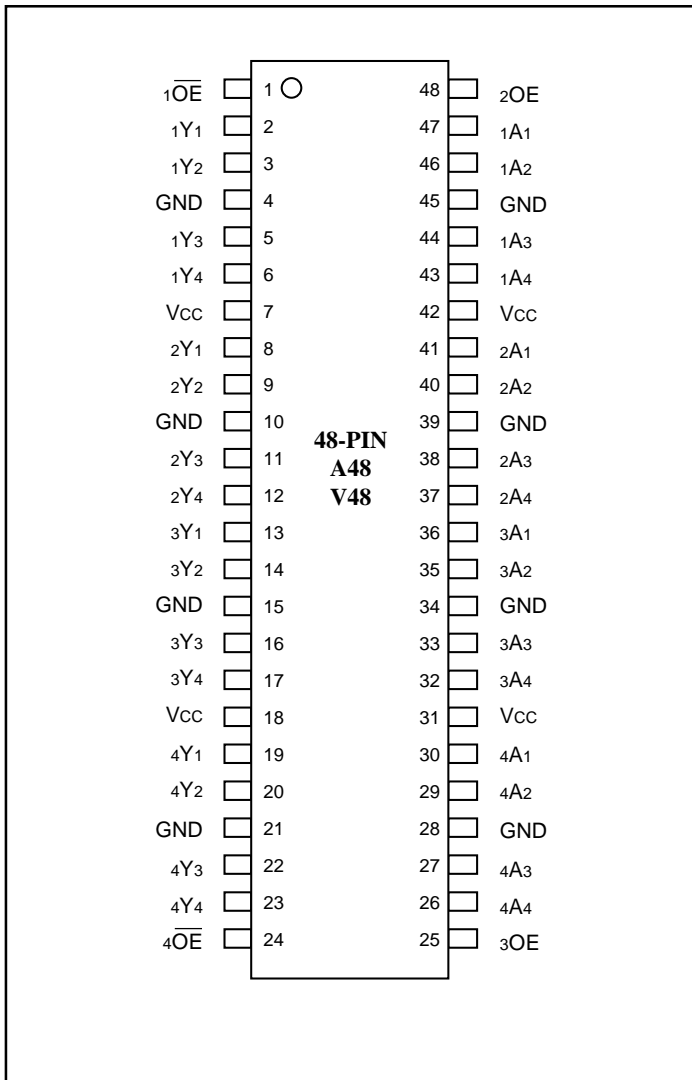 1O̅E̅ 1 48 2OE
1Y1 2 47 1A1
1Y2 3 46 1A2
GND 4 45 GND
1Y3 5 44 1A3
1Y4 6 43 1A4
VCC 7 42 VCC
2Y1 8 41 2A1
2Y2 9 40 2A2
GND 10 39 GND
48-PIN
2Y3 11 38 2A3
A48
2Y4 12 37 2A4
V48
3Y1 13 36 3A1
3Y2 14 35 3A2
GND 15 34 GND
3Y3 16 33 3A3
3Y4 17 32 3A4
VCC 18 31 VCC
4Y1 19 30 4A1
4Y2 20 29 4A2
GND 21 28 GND
4Y3 22 27 4A3
4Y4 23 26 4A4
4O̅E̅ 24 25 3OE